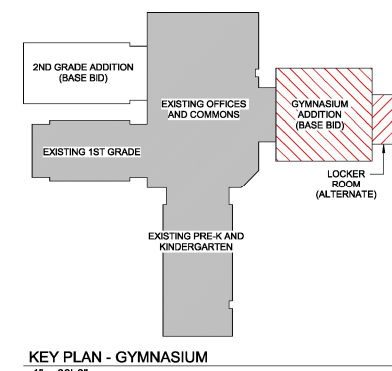 2ND GRADE ADDITION
(BASE BID)
EXISTING OFFICES
AND COMMONS
GYMNASIUM
ADDITION
(BASE BID)
EXISTING 1ST GRADE
LOCKER
ROOM
(ALTERNATE)
EXISTING PRE-K AND
KINDERGARTEN
KEY PLAN - GYMNASIUM